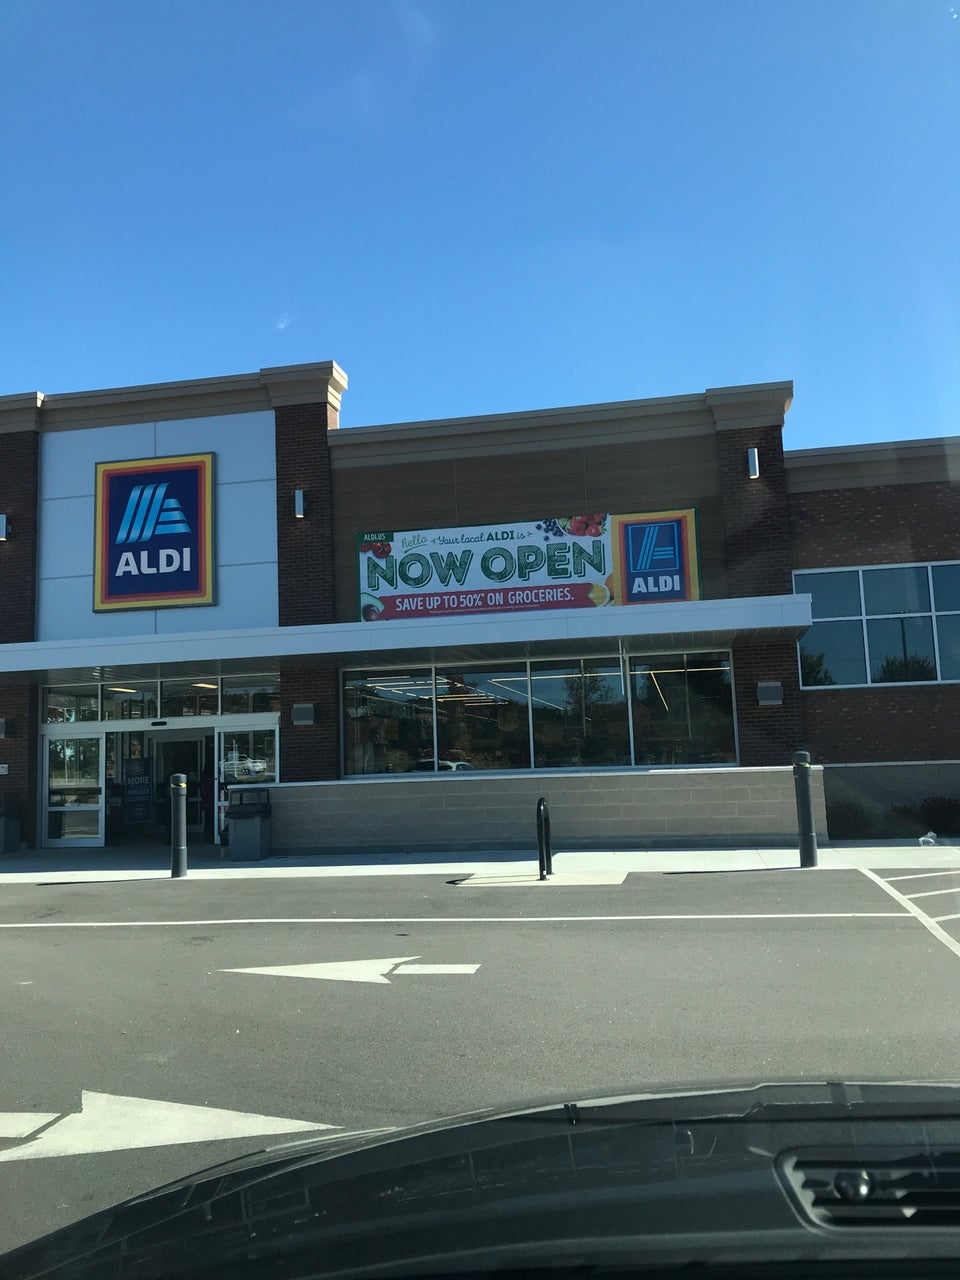 ALDI
ALDI.US
hello Your local ALDI is
NOW OPEN
SAVE UP TO 50%* ON GROCERIES.
ALDI
MORE